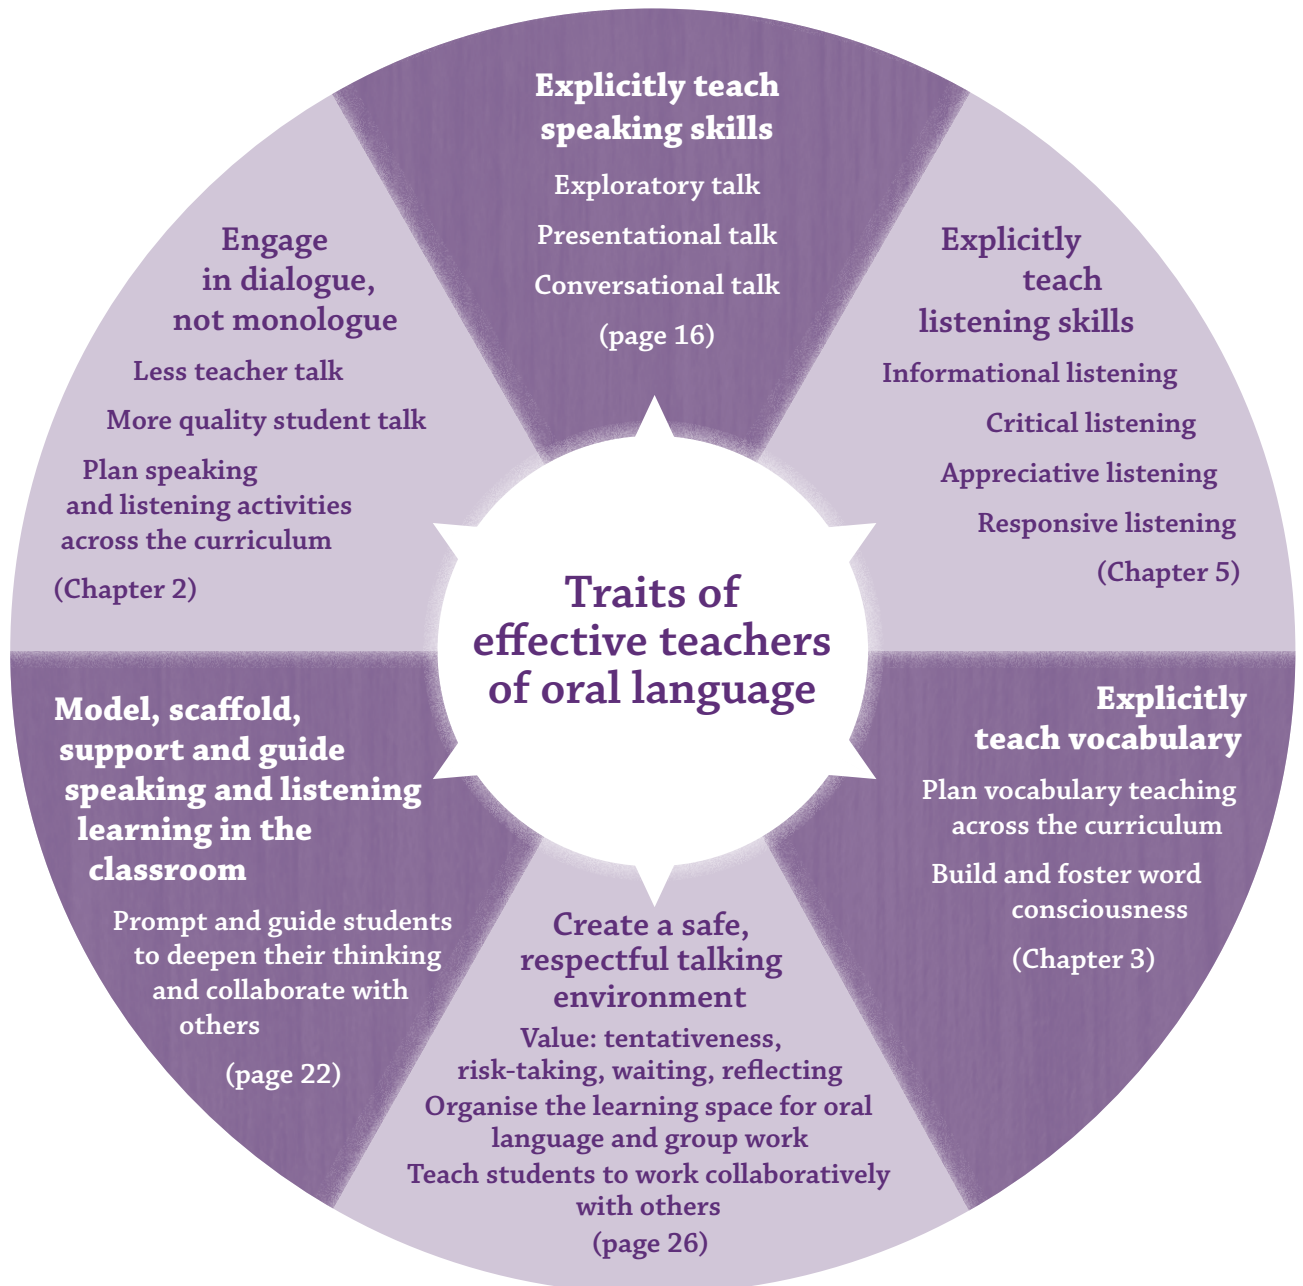 Explicitly teach
speaking skills
Exploratory talk
Presentational talk
Conversational talk
(page 16)
Explicitly
teach
listening skills
Informational listening
Critical listening
Appreciative listening
Responsive listening
(Chapter 5)
Explicitly
teach vocabulary
Plan vocabulary teaching
across the curriculum
Build and foster word
consciousness
(Chapter 3)
Create a safe,
respectful talking
environment
Value: tentativeness,
risk-taking, waiting, reflecting
Organise the learning space for oral
language and group work
Teach students to work collaboratively
with others
(page 26)
Model, scaffold,
support and guide
speaking and listening
learning in the
classroom
Prompt and guide students
to deepen their thinking
and collaborate with
others
(page 22)
Engage
in dialogue,
not monologue
Less teacher talk
More quality student talk
Plan speaking
and listening activities
across the curriculum
(Chapter 2)
Traits of
effective teachers
of oral language